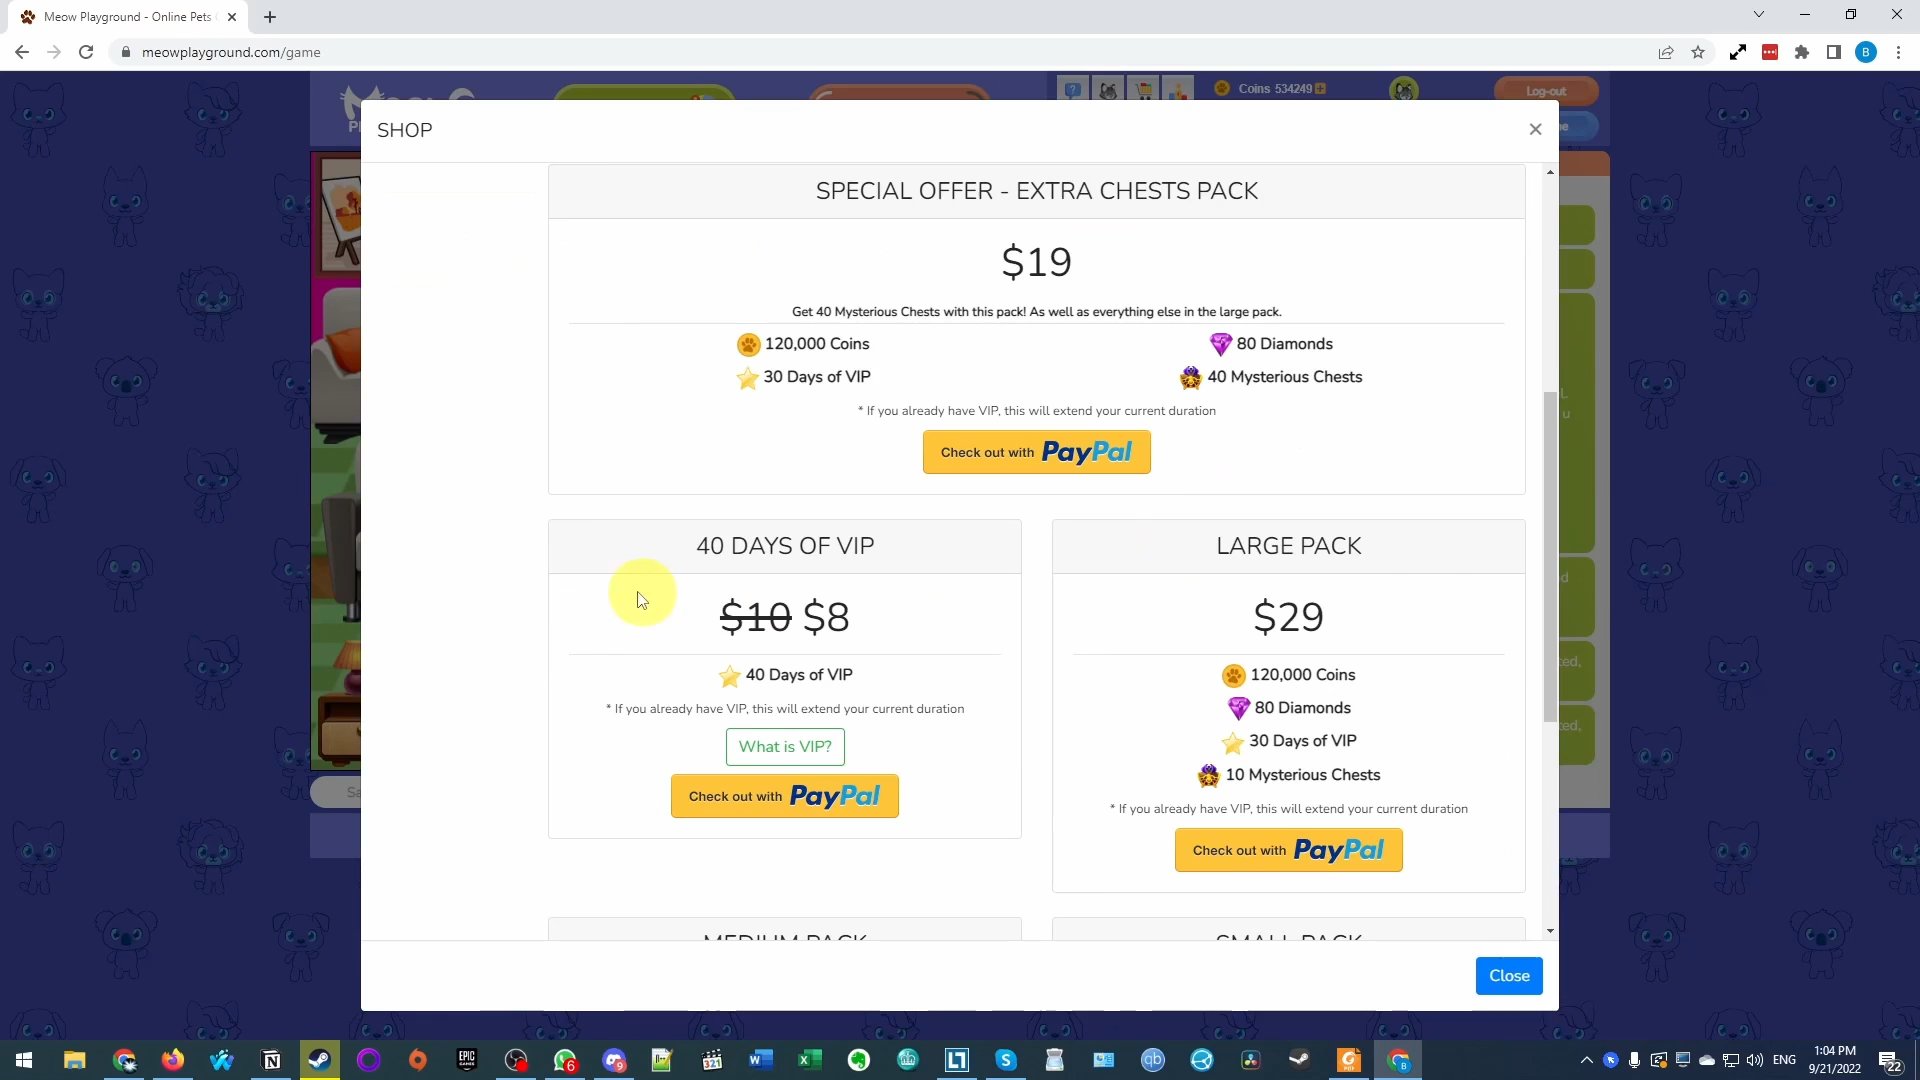 Meow Playground - Online Pets
meowplayground.com/game
B
Coins 534249
Log-out
SHOP
×
SPECIAL OFFER - EXTRA CHESTS PACK
$19
Get 40 Mysterious Chests with this pack! As well as everything else in the large pack.
120,000 Coins
80 Diamonds
30 Days of VIP
40 Mysterious Chests
* If you already have VIP, this will extend your current duration
Check out with PayPal
40 DAYS OF VIP
$10 $8
40 Days of VIP
* If you already have VIP, this will extend your current duration
What is VIP?
Check out with PayPal
LARGE PACK
$29
120,000 Coins
80 Diamonds
30 Days of VIP
10 Mysterious Chests
* If you already have VIP, this will extend your current duration
Check out with PayPal
MEDIUM PACK
SMALL PACK
Close
ENG
1:04 PM
9/21/2022
22